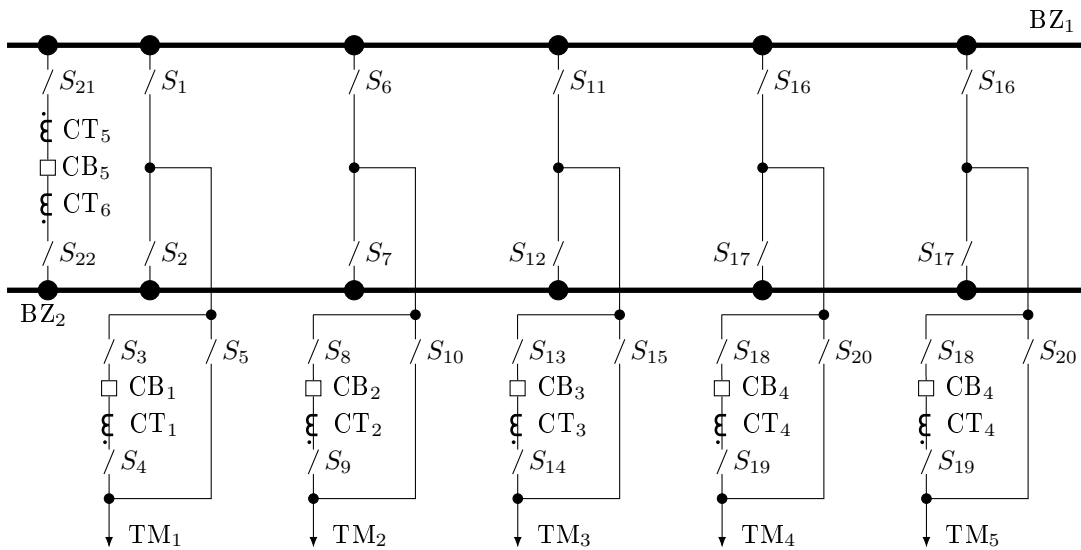 BZ₁
S₂₁ S₁ S₆ S₁₁ S₁₆ S₁₆
CT₅
CB₅
CT₆
S₂₂ S₂ S₇ S₁₂ S₁₇ S₁₇
BZ₂
S₃ S₅ S₈ S₁₀ S₁₃ S₁₅ S₁₈ S₂₀ S₁₈ S₂₀
CB₁ CB₂ CB₃ CB₄ CB₄
CT₁ CT₂ CT₃ CT₄ CT₄
S₄ S₉ S₁₄ S₁₉ S₁₉
TM₁ TM₂ TM₃ TM₄ TM₅